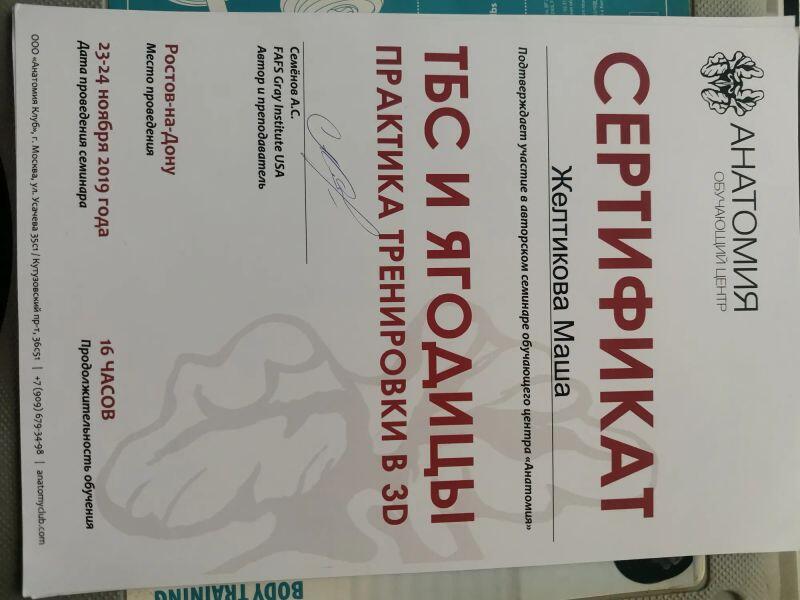 АНАТОМИЯ
ОБУЧАЮЩИЙ ЦЕНТР
СЕРТИФИКАТ
Желтикова Маша
Подтверждает участие в авторском семинаре обучающего центра «Анатомия»
ТБС И ЯГОДИЦЫ
ПРАКТИКА ТРЕНИРОВКИ В 3D
Семёнов А.С.
FAFS Gray Institute USA
Автор и преподаватель
Ростов-на-Дону
Место проведения
23-24 ноября 2019 года
Дата проведения семинара
16 ЧАСОВ
Продолжительность обучения
ООО «Анатомия Клуб», г. Москва, ул. Усачева 35с1 / Кутузовский пр-т, 36с51 | +7 (909) 679-34-98 | anatomyclub.com
BODY TRAINING